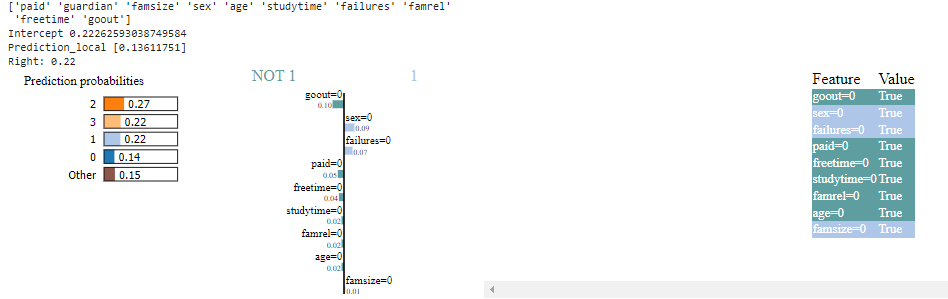 ['paid' 'guardian' 'famsize' 'sex' 'age' 'studytime' 'failures' 'famrel'
'freetime' 'goout']
Intercept 0.22262593038749584
Prediction_local [0.13611751]
Right: 0.22
Prediction probabilities
2 0.27
3 0.22
1 0.22
0 0.14
Other 0.15
NOT 1 1
goout=0
0.10
sex=0
0.09
failures=0
0.07
paid=0
0.05
freetime=0
0.04
studytime=0
0.02
famrel=0
0.02
age=0
0.02
famsize=0
0.01
Feature Value
goout=0 True
sex=0 True
failures=0 True
paid=0 True
freetime=0 True
studytime=0 True
famrel=0 True
age=0 True
famsize=0 True